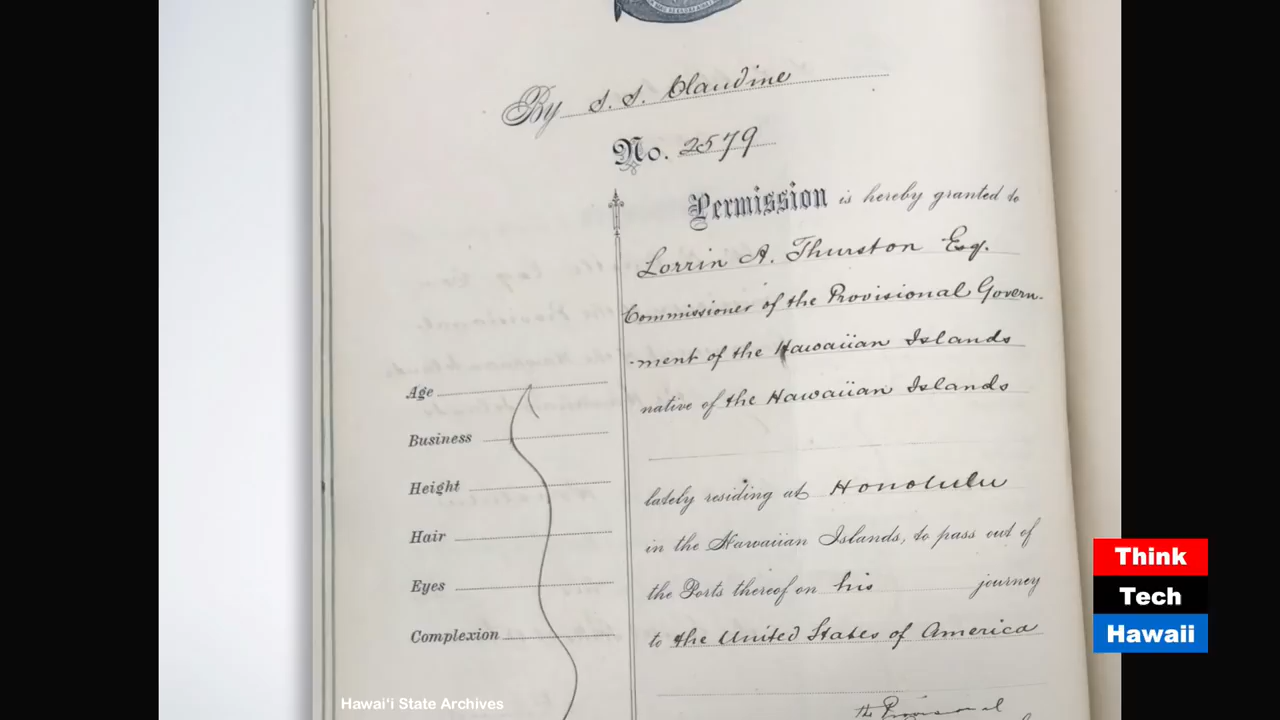 By S. S. Claudine
No. 2579
Permission is hereby granted to
Lorrin A. Thurston Esq.
Commissioner of the Provisional Govern-
-ment of the Hawaiian Islands
native of the Hawaiian Islands
Age
Business
Height
Hair
Eyes
Complexion
lately residing at Honolulu
in the Hawaiian Islands, to pass out of
the Ports thereof on his journey
to the United States of America
the Provisional
Hawai'i State Archives
Think
Tech
Hawaii